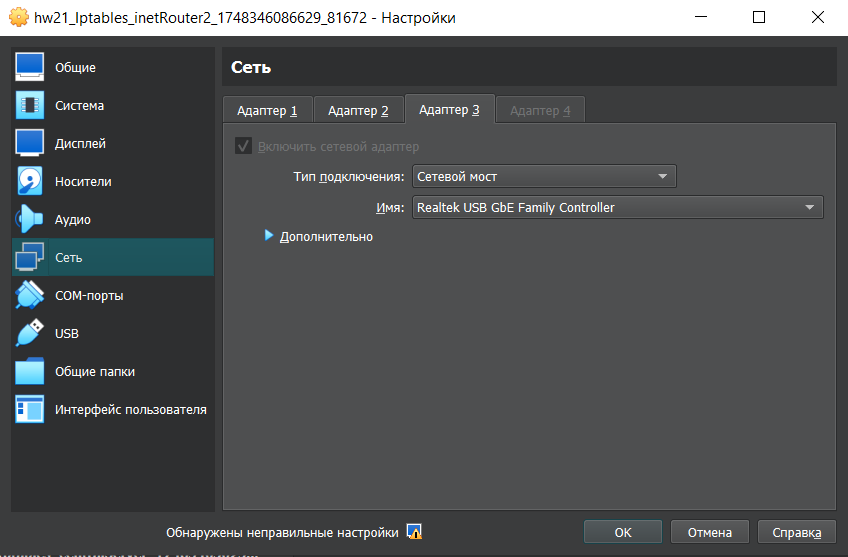 hw21_Iptables_inetRouter2_1748346086629_81672 - Настройки
Общие
Система
Дисплей
Носители
Аудио
Сеть
COM-порты
USB
Общие папки
Интерфейс пользователя
Сеть
Адаптер 1 Адаптер 2 Адаптер 3 Адаптер 4
Включить сетевой адаптер
Тип подключения: Сетевой мост
Имя: Realtek USB GbE Family Controller
Дополнительно
Обнаружены неправильные настройки
OK Отмена Справка